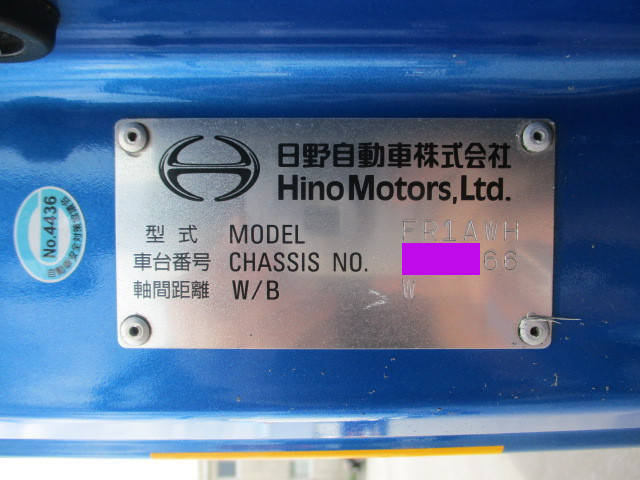 日野自動車株式会社
Hino Motors, Ltd.
型式 MODEL FR1AWH
車台番号 CHASSIS NO. 66
軸間距離 W/B W
No.4436